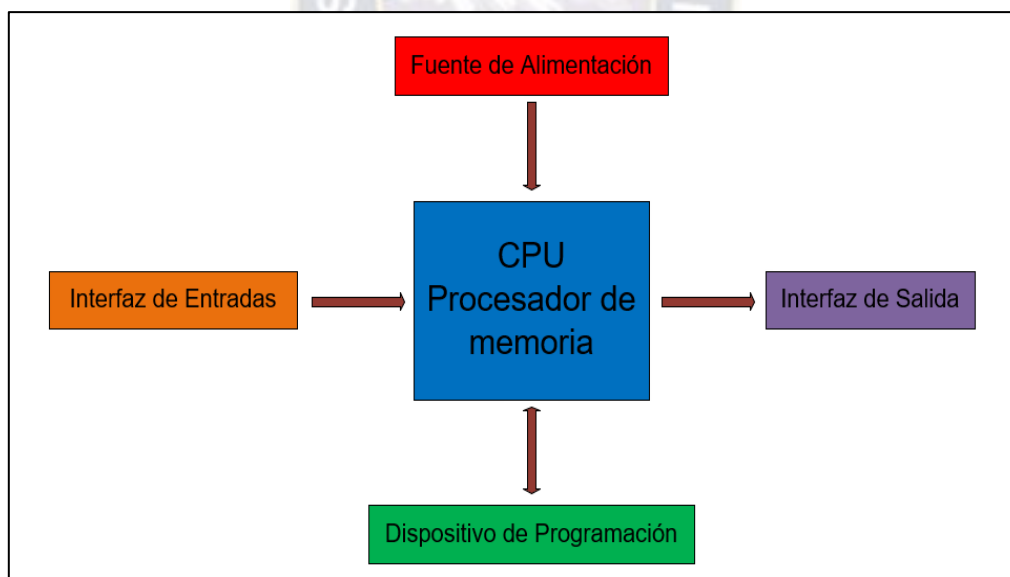 Fuente de Alimentación
CPU
Procesador de
memoria
Interfaz de Entradas
Interfaz de Salida
Dispositivo de Programación